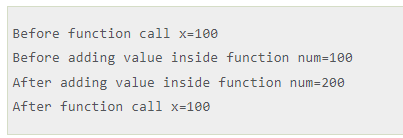 Before function call x=100
Before adding value inside function num=100
After adding value inside function num=200
After function call x=100